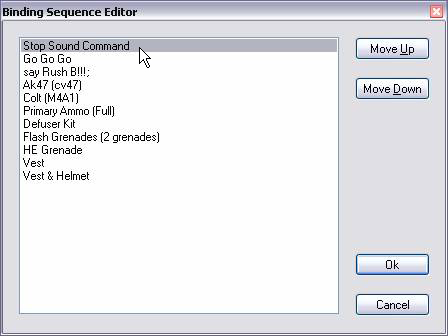 Binding Sequence Editor
Stop Sound Command
Go Go Go
say Rush B!!!;
Ak47 (cv47)
Colt (M4A1)
Primary Ammo (Full)
Defuser Kit
Flash Grenades (2 grenades)
HE Grenade
Vest
Vest & Helmet
Move Up
Move Down
Ok
Cancel